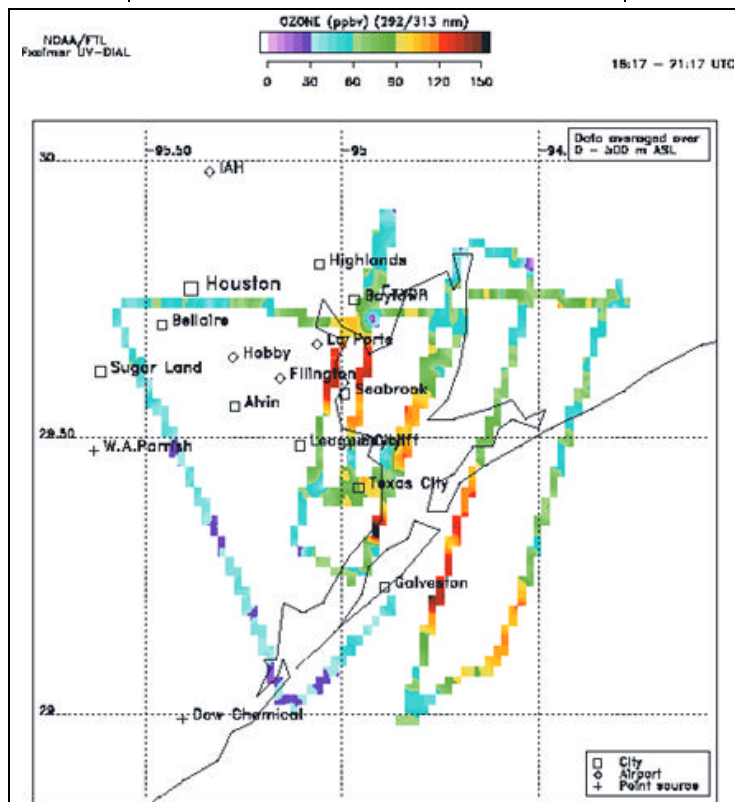 OZONE (ppbv) (292/313 nm)
NOAA/ETL
Excimer UV-DIAL
0 30 60 90 120 150
18:17 - 21:17 UTC
-95.50 -95 -94.
30
Data averaged over
0 - 500 m ASL
IAH
Highlands
Houston
Baytown
Bellaire
La Porte
Hobby
Sugar Land
Ellington
Seabrook
Alvin
29.50
W.A.Parrish
Texas City
Galveston
29
Dow Chemical
City
Airport
Point source